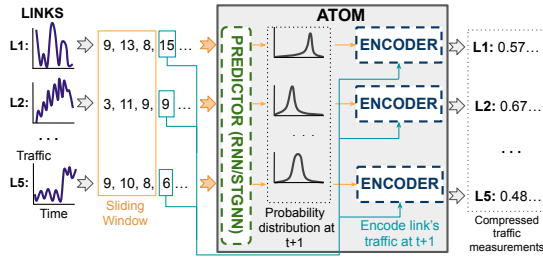 LINKS
ATOM
L1:
9, 13, 8, 15 ...
ENCODER
L1: 0.57...
L2:
3, 11, 9, 9 ...
ENCODER
L2: 0.67...
...
Traffic
. . .
...
L5:
9, 10, 8, 6 ...
ENCODER
L5: 0.48...
Time
PREDICTOR (RNN/STGNN)
Sliding
Window
Probability
distribution at
t+1
Encode link's
traffic at t+1
Compressed
traffic
measurements